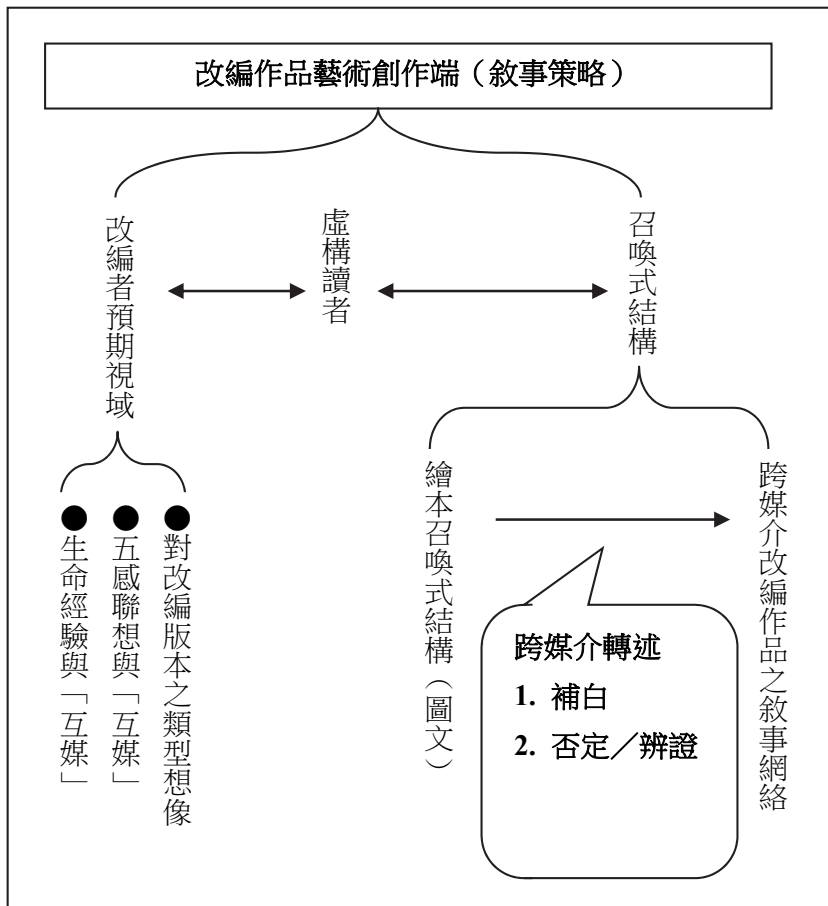 改編作品藝術創作端（敘事策略）
改編者預期視域
虛構讀者
召喚式結構
●生命經驗與「互媒」
●五感聯想與「互媒」
●對改編版本之類型想像
繪本召喚式結構（圖文）
跨媒介轉述
1. 補白
2. 否定／辨證
跨媒介改編作品之敘事網絡